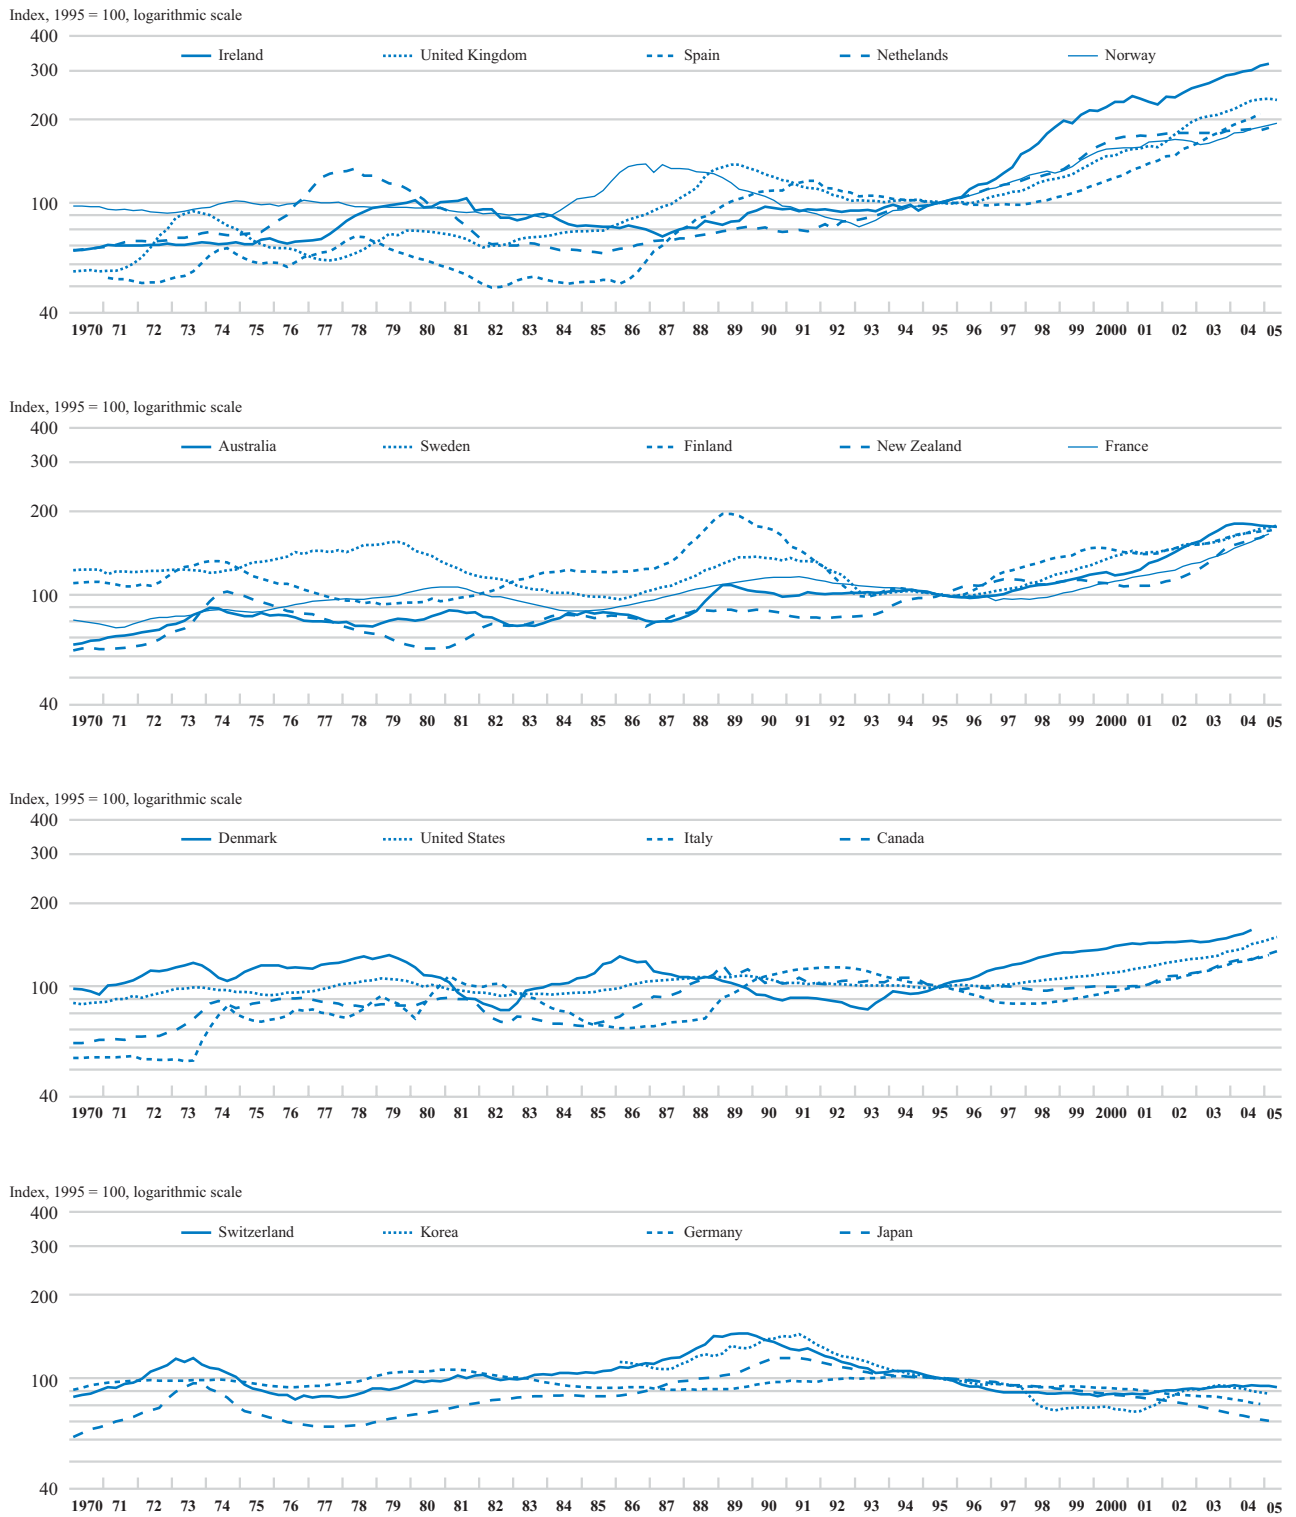 Index, 1995 = 100, logarithmic scale
400
Ireland United Kingdom Spain Nethelands Norway
300
200
100
40
1970 71 72 73 74 75 76 77 78 79 80 81 82 83 84 85 86 87 88 89 90 91 92 93 94 95 96 97 98 99 2000 01 02 03 04 05
Index, 1995 = 100, logarithmic scale
400
Australia Sweden Finland New Zealand France
300
200
100
40
1970 71 72 73 74 75 76 77 78 79 80 81 82 83 84 85 86 87 88 89 90 91 92 93 94 95 96 97 98 99 2000 01 02 03 04 05
Index, 1995 = 100, logarithmic scale
400
Denmark United States Italy Canada
300
200
100
40
1970 71 72 73 74 75 76 77 78 79 80 81 82 83 84 85 86 87 88 89 90 91 92 93 94 95 96 97 98 99 2000 01 02 03 04 05
Index, 1995 = 100, logarithmic scale
400
Switzerland Korea Germany Japan
300
200
100
40
1970 71 72 73 74 75 76 77 78 79 80 81 82 83 84 85 86 87 88 89 90 91 92 93 94 95 96 97 98 99 2000 01 02 03 04 05